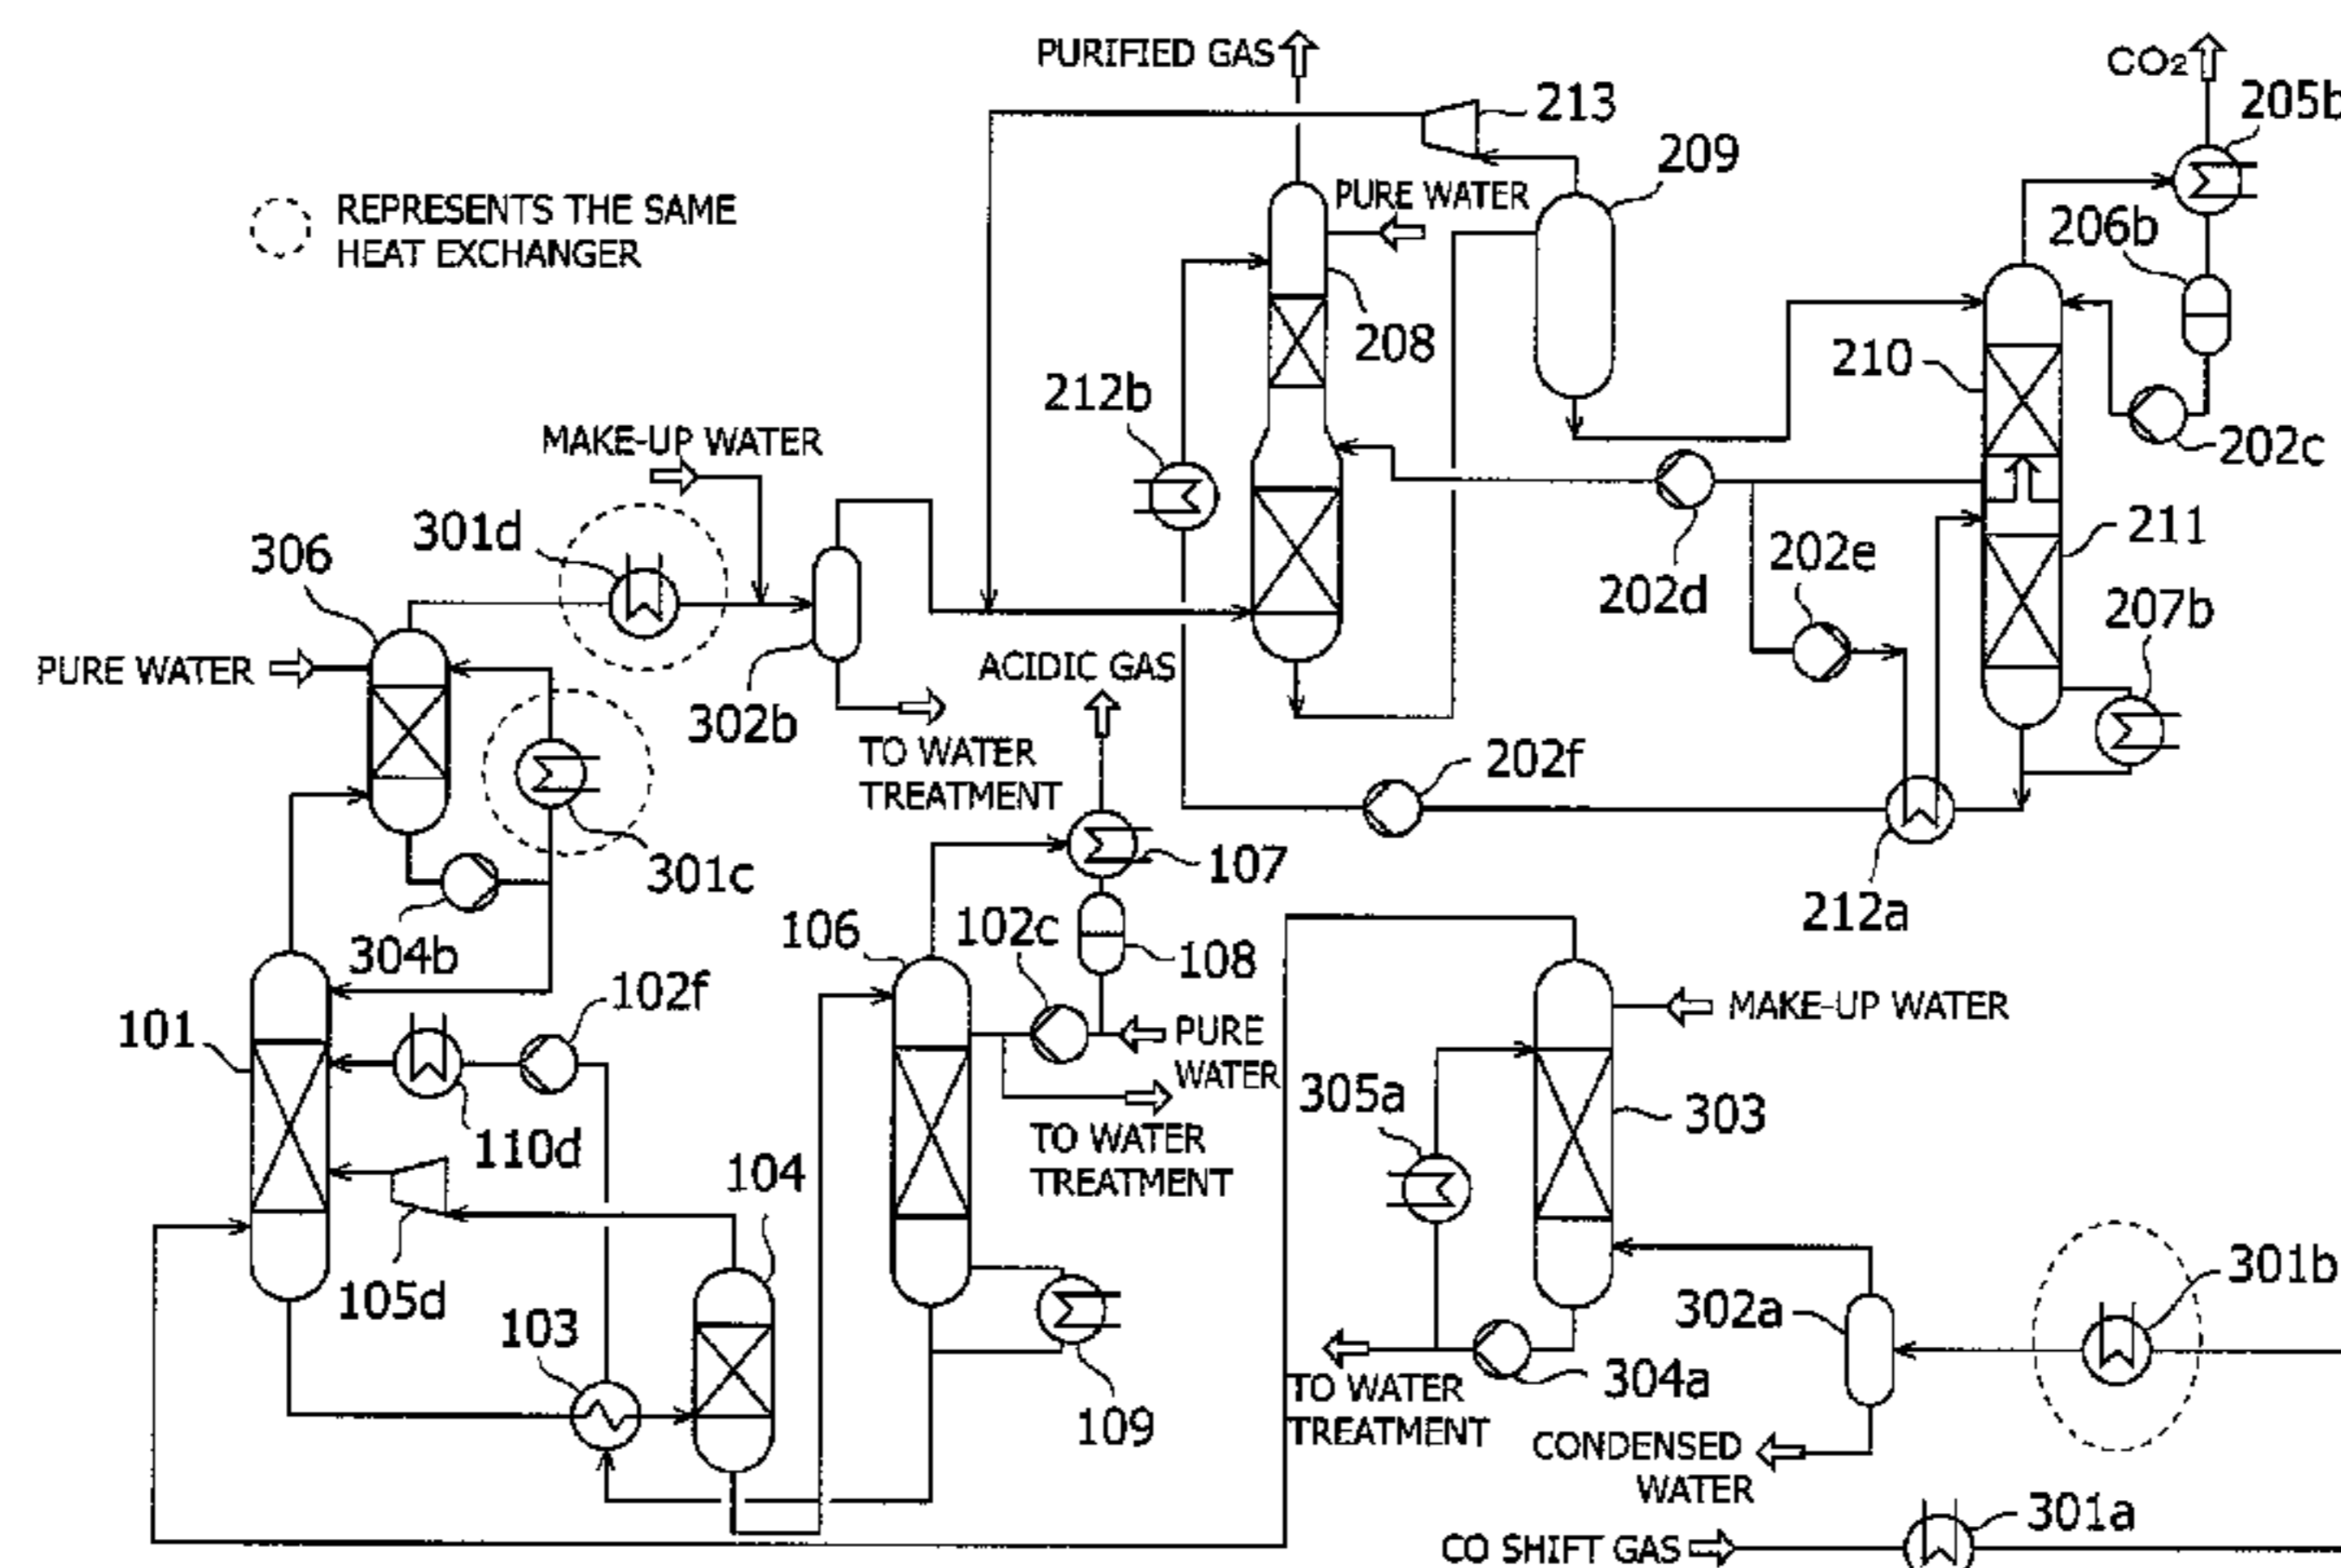 PURIFIED GAS
CO2
213
205b
209
PURE WATER
REPRESENTS THE SAME
HEAT EXCHANGER
206b
208
210
212b
202c
MAKE-UP WATER
301d
306
211
202e
202d
207b
PURE WATER
ACIDIC GAS
302b
TO WATER
TREATMENT
202f
301c
107
212a
106
102c
304b
108
102f
101
MAKE-UP WATER
PURE
WATER
305a
303
110d
TO WATER
TREATMENT
104
105d
301b
302a
103
304a
TO WATER
TREATMENT
109
CONDENSED
WATER
301a
CO SHIFT GAS